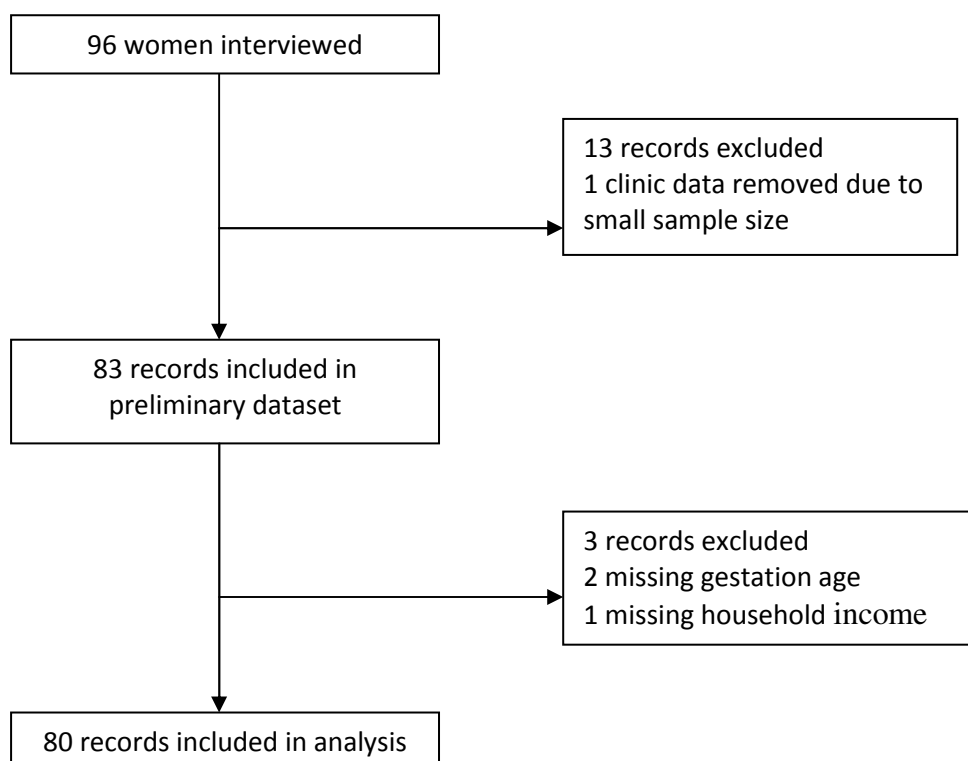 96 women interviewed
13 records excluded
1 clinic data removed due to
small sample size
83 records included in
preliminary dataset
3 records excluded
2 missing gestation age
1 missing household income
80 records included in analysis